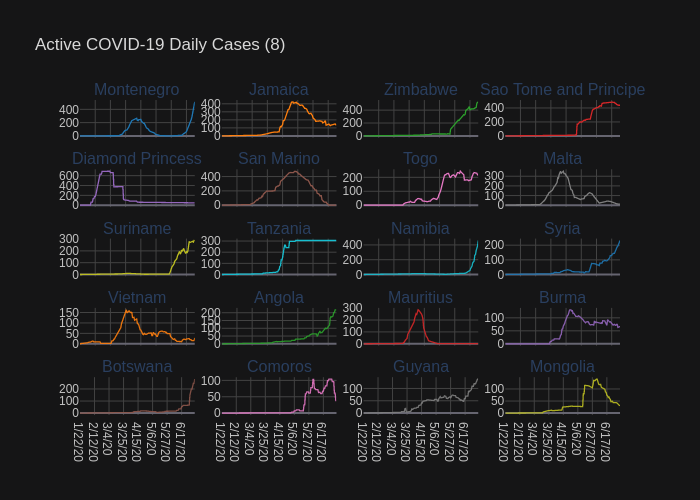 Active COVID-19 Daily Cases (8)
Montenegro Jamaica Zimbabwe Sao Tome and Principe
400 200 0 400 300 200 100 0 400 200 0 400 200 0
Diamond Princess San Marino Togo Malta
600 400 200 0 400 200 0 200 100 0 300 200 100 0
Suriname Tanzania Namibia Syria
300 200 100 0 300 200 100 0 400 200 0 200 100 0
Vietnam Angola Mauritius Burma
150 100 50 0 200 150 100 50 0 300 200 100 0 100 50 0
Botswana Comoros Guyana Mongolia
200 100 0 100 50 0 100 50 0 100 50 0
1/22/20 2/12/20 3/4/20 3/25/20 4/15/20 5/6/20 5/27/20 6/17/20 1/22/20 2/12/20 3/4/20 3/25/20 4/15/20 5/6/20 5/27/20 6/17/20 1/22/20 2/12/20 3/4/20 3/25/20 4/15/20 5/6/20 5/27/20 6/17/20 1/22/20 2/12/20 3/4/20 3/25/20 4/15/20 5/6/20 5/27/20 6/17/20